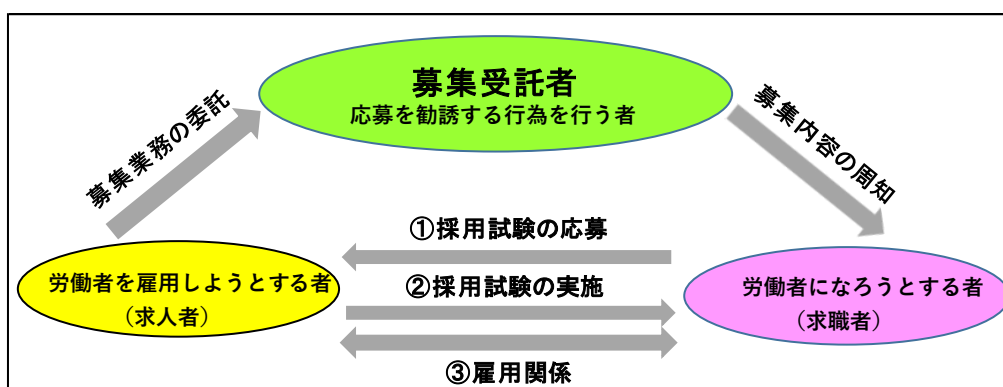 募集受託者
応募を勧誘する行為を行う者
募集業務の委託
募集内容の周知
①採用試験の応募
労働者を雇用しようとする者
（求人者）
②採用試験の実施
労働者になろうとする者
（求職者）
③雇用関係